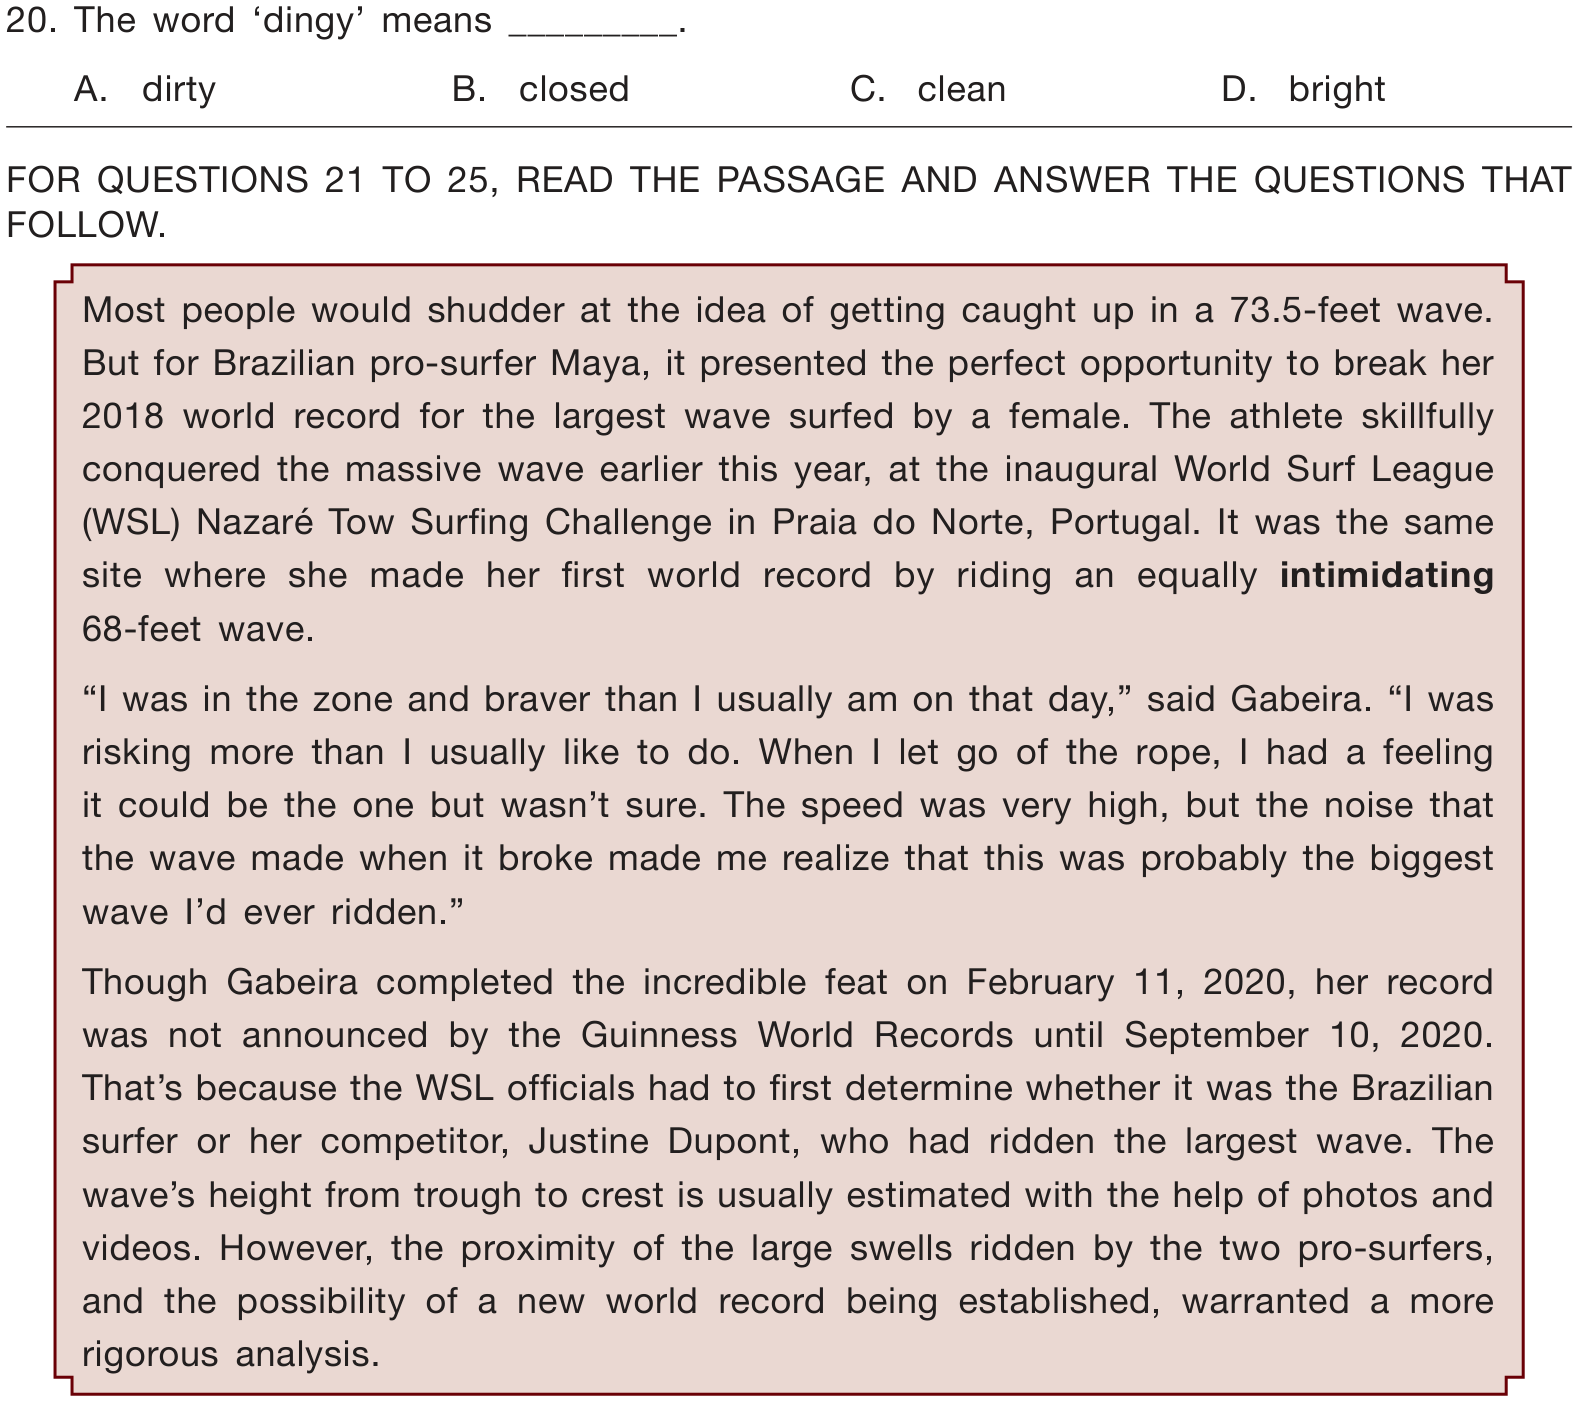 20. The word ‘dingy’ means _________.
A. dirty B. closed C. clean D. bright
FOR QUESTIONS 21 TO 25, READ THE PASSAGE AND ANSWER THE QUESTIONS THAT
FOLLOW.
Most people would shudder at the idea of getting caught up in a 73.5-feet wave.
But for Brazilian pro-surfer Maya, it presented the perfect opportunity to break her
2018 world record for the largest wave surfed by a female. The athlete skillfully
conquered the massive wave earlier this year, at the inaugural World Surf League
(WSL) Nazaré Tow Surfing Challenge in Praia do Norte, Portugal. It was the same
site where she made her first world record by riding an equally intimidating
68-feet wave.
“I was in the zone and braver than I usually am on that day,” said Gabeira. “I was
risking more than I usually like to do. When I let go of the rope, I had a feeling
it could be the one but wasn’t sure. The speed was very high, but the noise that
the wave made when it broke made me realize that this was probably the biggest
wave I’d ever ridden.”
Though Gabeira completed the incredible feat on February 11, 2020, her record
was not announced by the Guinness World Records until September 10, 2020.
That’s because the WSL officials had to first determine whether it was the Brazilian
surfer or her competitor, Justine Dupont, who had ridden the largest wave. The
wave’s height from trough to crest is usually estimated with the help of photos and
videos. However, the proximity of the large swells ridden by the two pro-surfers,
and the possibility of a new world record being established, warranted a more
rigorous analysis.